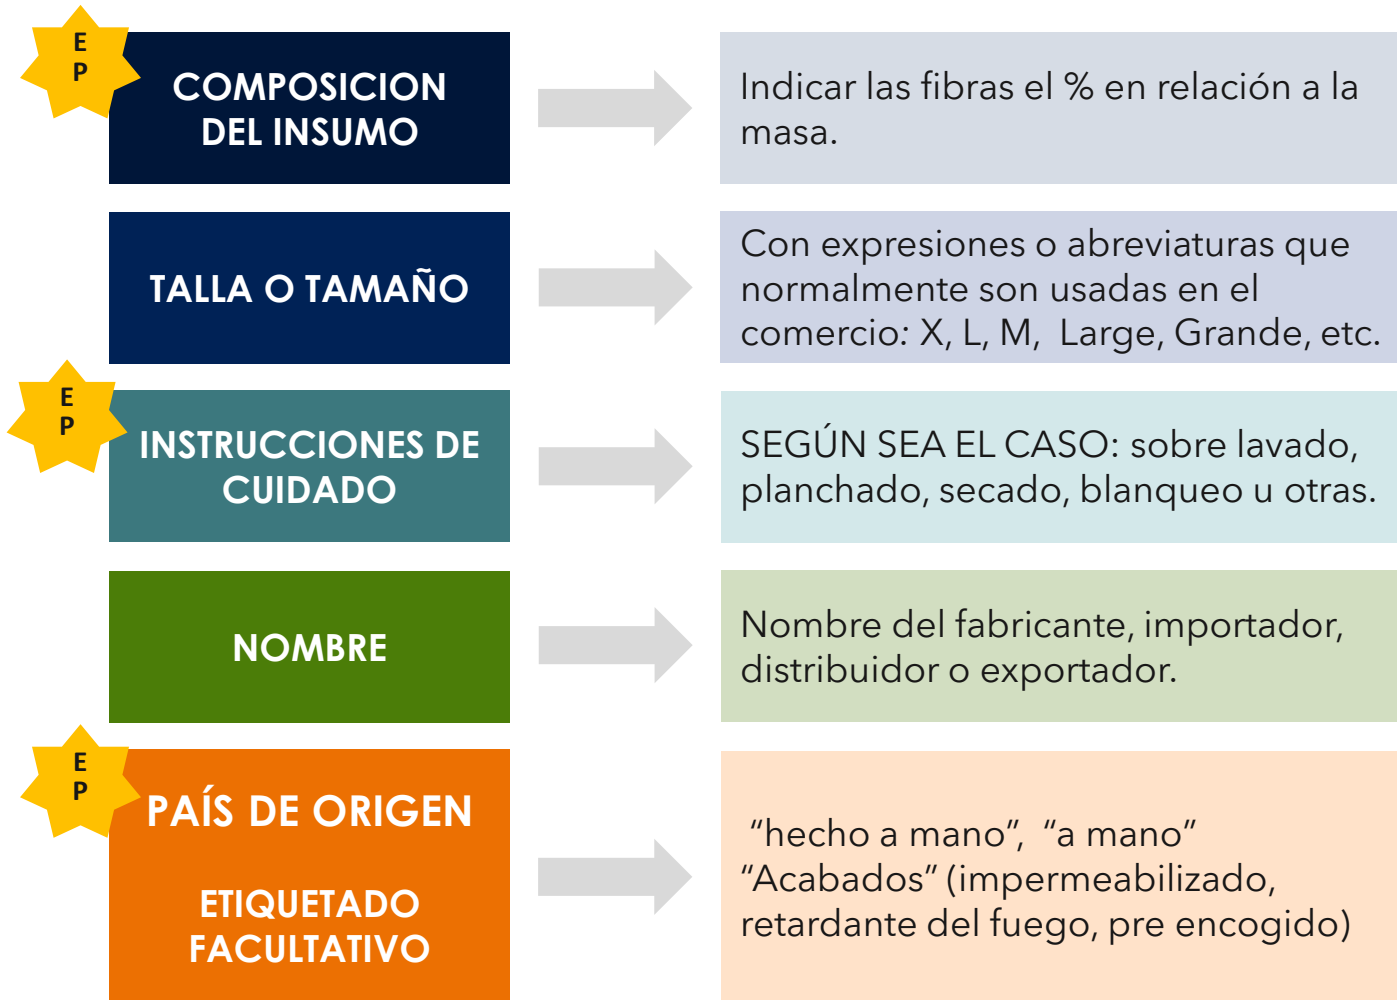 E
P
COMPOSICION
DEL INSUMO
Indicar las fibras el % en relación a la
masa.
TALLA O TAMAÑO
Con expresiones o abreviaturas que
normalmente son usadas en el
comercio: X, L, M, Large, Grande, etc.
E
P
INSTRUCCIONES DE
CUIDADO
SEGÚN SEA EL CASO: sobre lavado,
planchado, secado, blanqueo u otras.
NOMBRE
Nombre del fabricante, importador,
distribuidor o exportador.
E
P
PAÍS DE ORIGEN
ETIQUETADO
FACULTATIVO
“hecho a mano”, “a mano”
“Acabados” (impermeabilizado,
retardante del fuego, pre encogido)